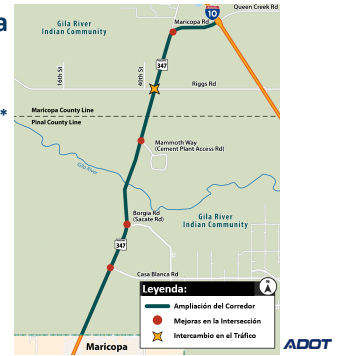 a
*
Queen Creek Rd
10
Gila River
Indian Community
Maricopa Rd
16th St
40th St
347
Riggs Rd
Maricopa County Line
Pinal County Line
Mammoth Way
(Cement Plant Access Rd)
Gila River
Borgia Rd
(Sacate Rd)
Gila River
Indian Community
347
Casa Blanca Rd
N
Leyenda:
Ampliación del Corredor
Mejoras en la Intersección
Intercambio en el Tráfico
Maricopa
ADOT